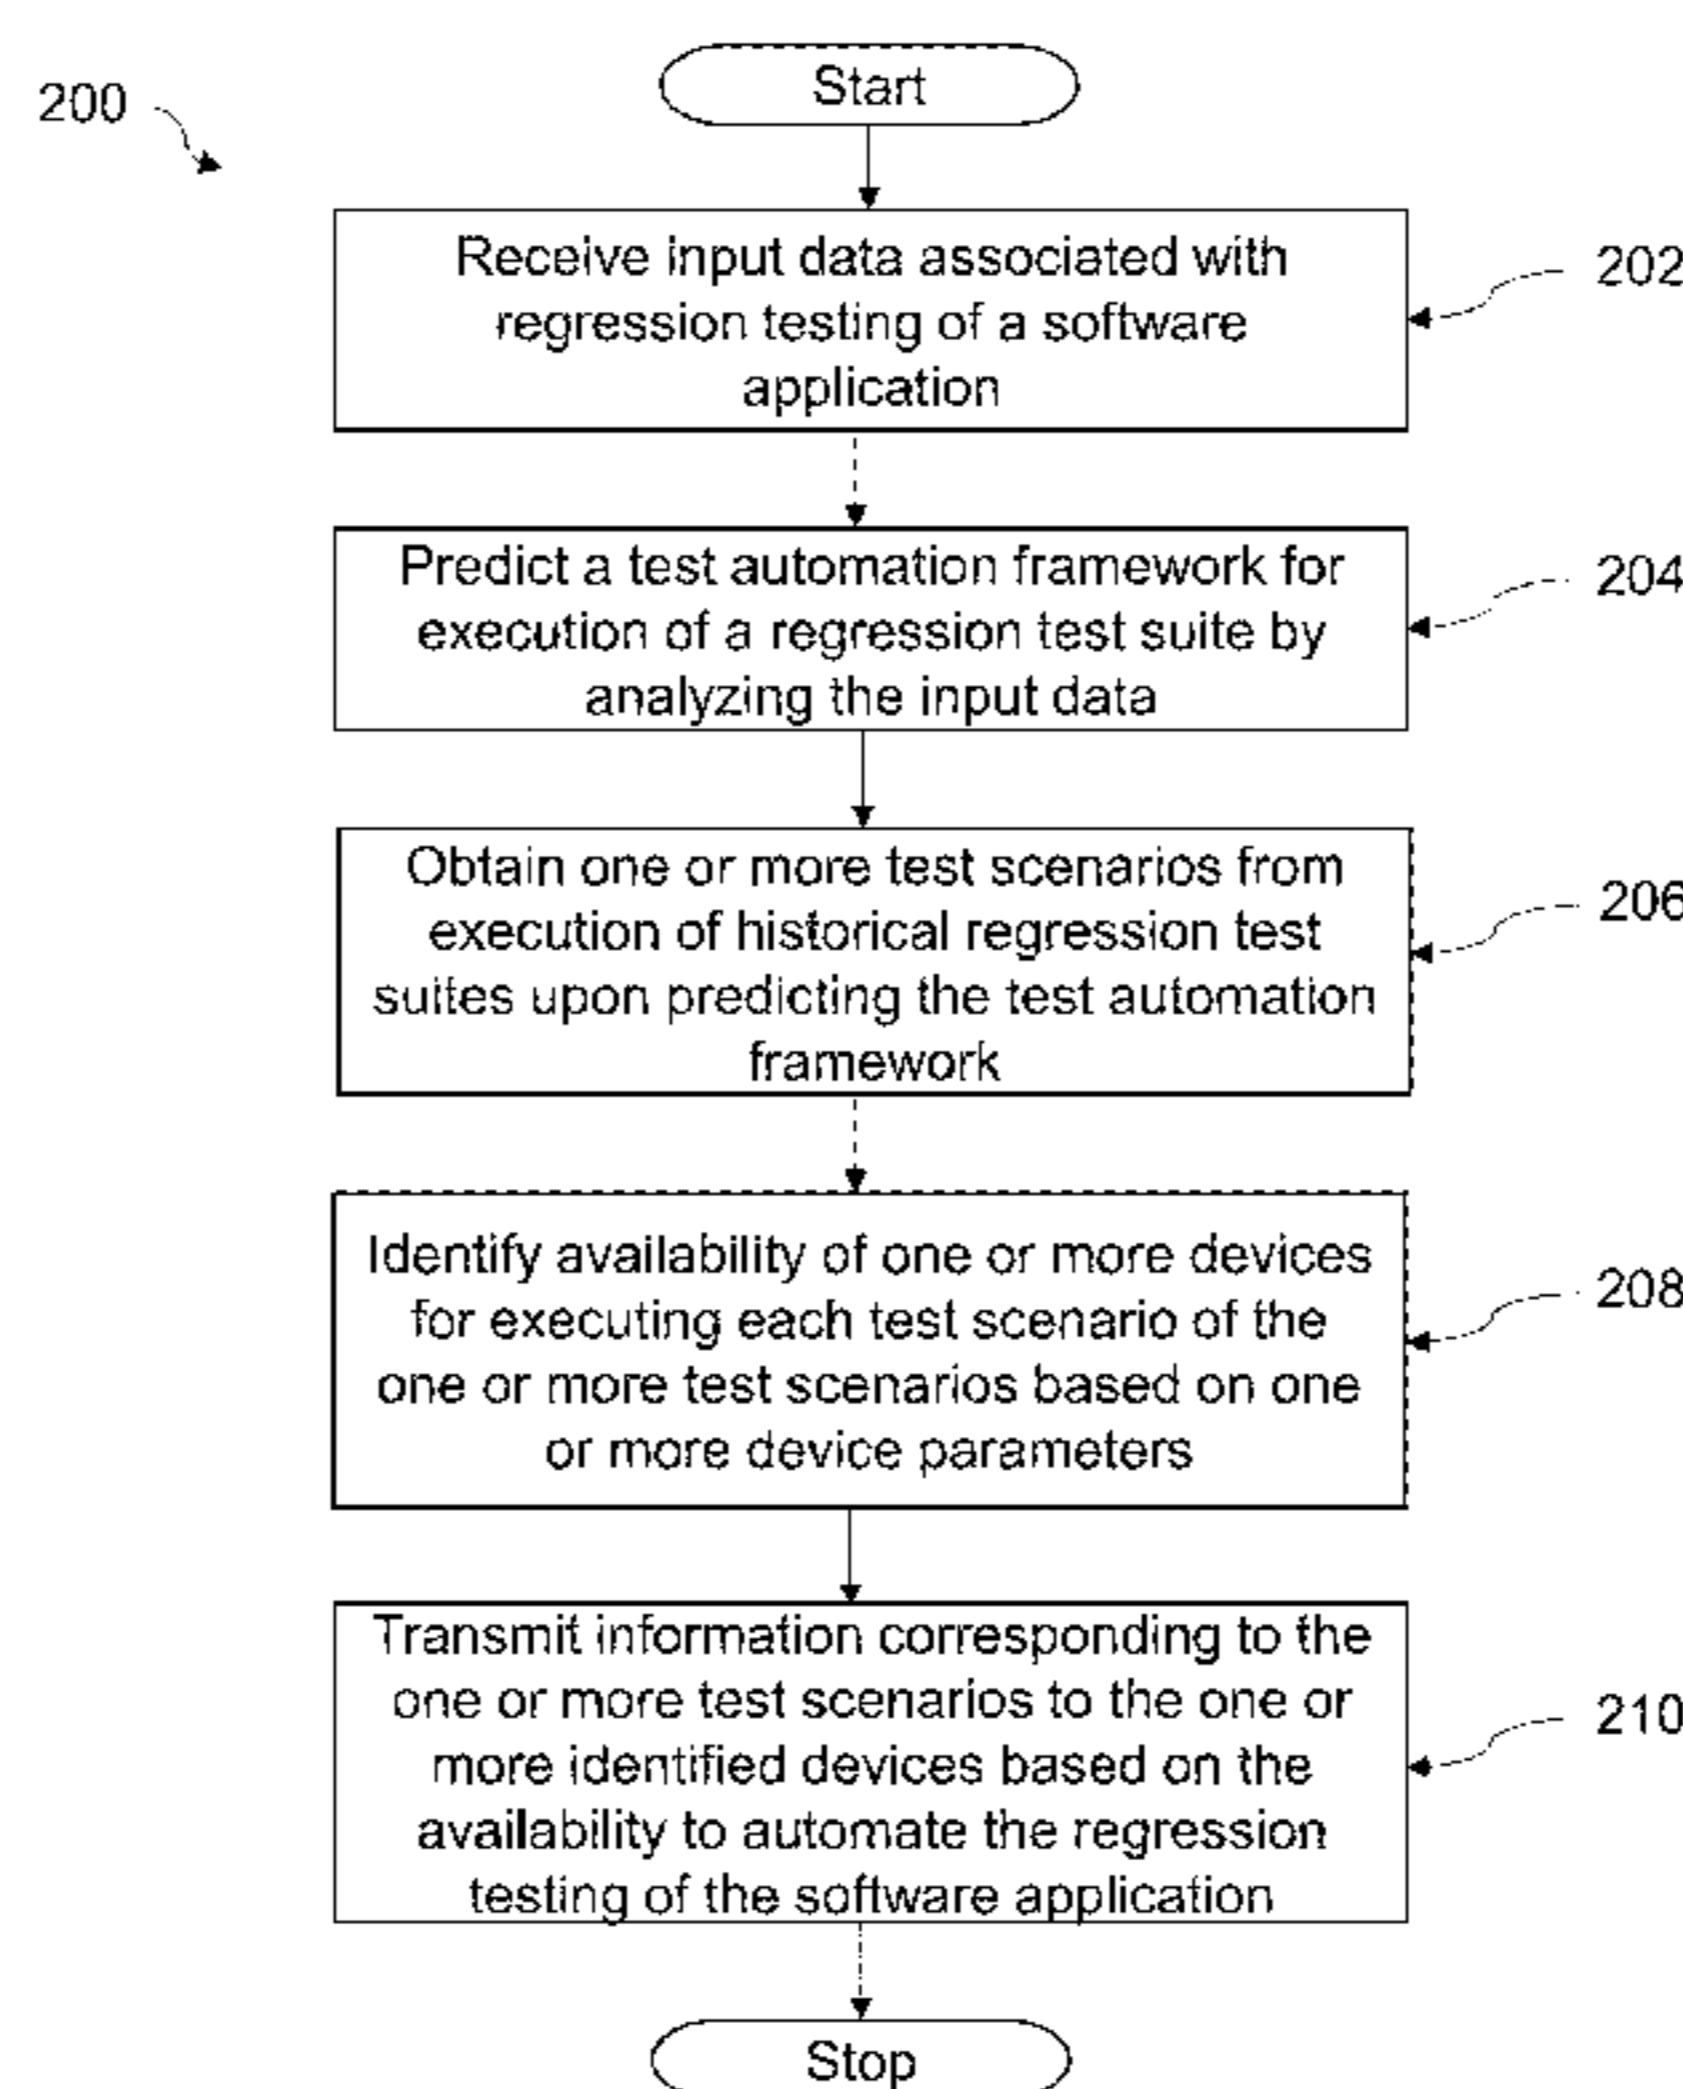 Start
200
Receive input data associated with
regression testing of a software
application
202
Predict a test automation framework for
execution of a regression test suite by
analyzing the input data
204
Obtain one or more test scenarios from
execution of historical regression test
suites upon predicting the test automation
framework
206
Identify availability of one or more devices
for executing each test scenario of the
one or more test scenarios based on one
or more device parameters
208
Transmit information corresponding to the
one or more test scenarios to the one or
more identified devices based on the
availability to automate the regression
testing of the software application
210
Stop